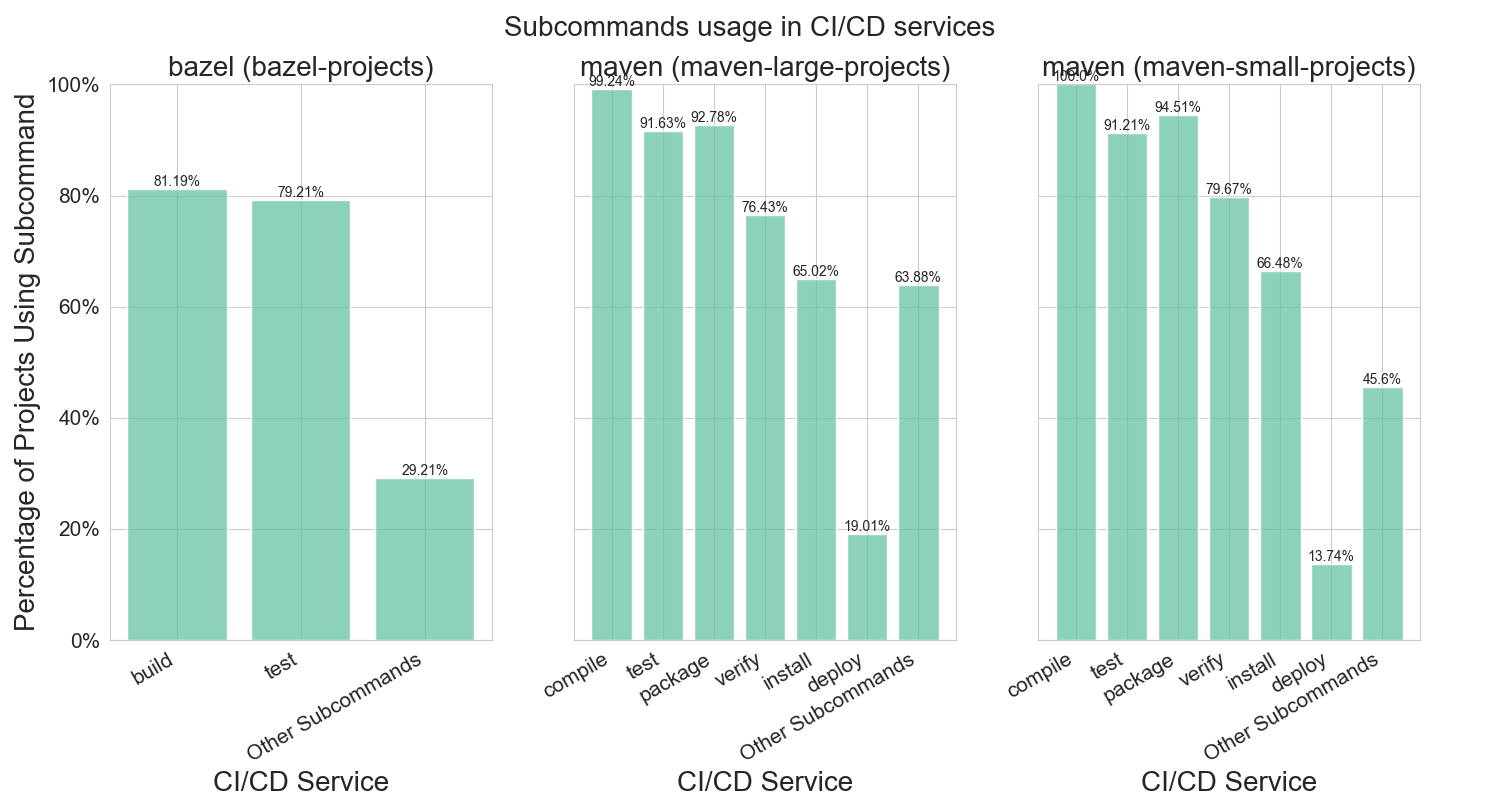 Subcommands usage in CI/CD services
bazel (bazel-projects)
maven (maven-large-projects)
maven (maven-small-projects)
Percentage of Projects Using Subcommand
100%
80%
60%
40%
20%
0%
81.19%
79.21%
29.21%
build
test
Other Subcommands
CI/CD Service
99.24%
91.63%
92.78%
76.43%
65.02%
19.01%
63.88%
compile
test
package
verify
install
deploy
Other Subcommands
CI/CD Service
100.0%
91.21%
94.51%
79.67%
66.48%
13.74%
45.6%
compile
test
package
verify
install
deploy
Other Subcommands
CI/CD Service